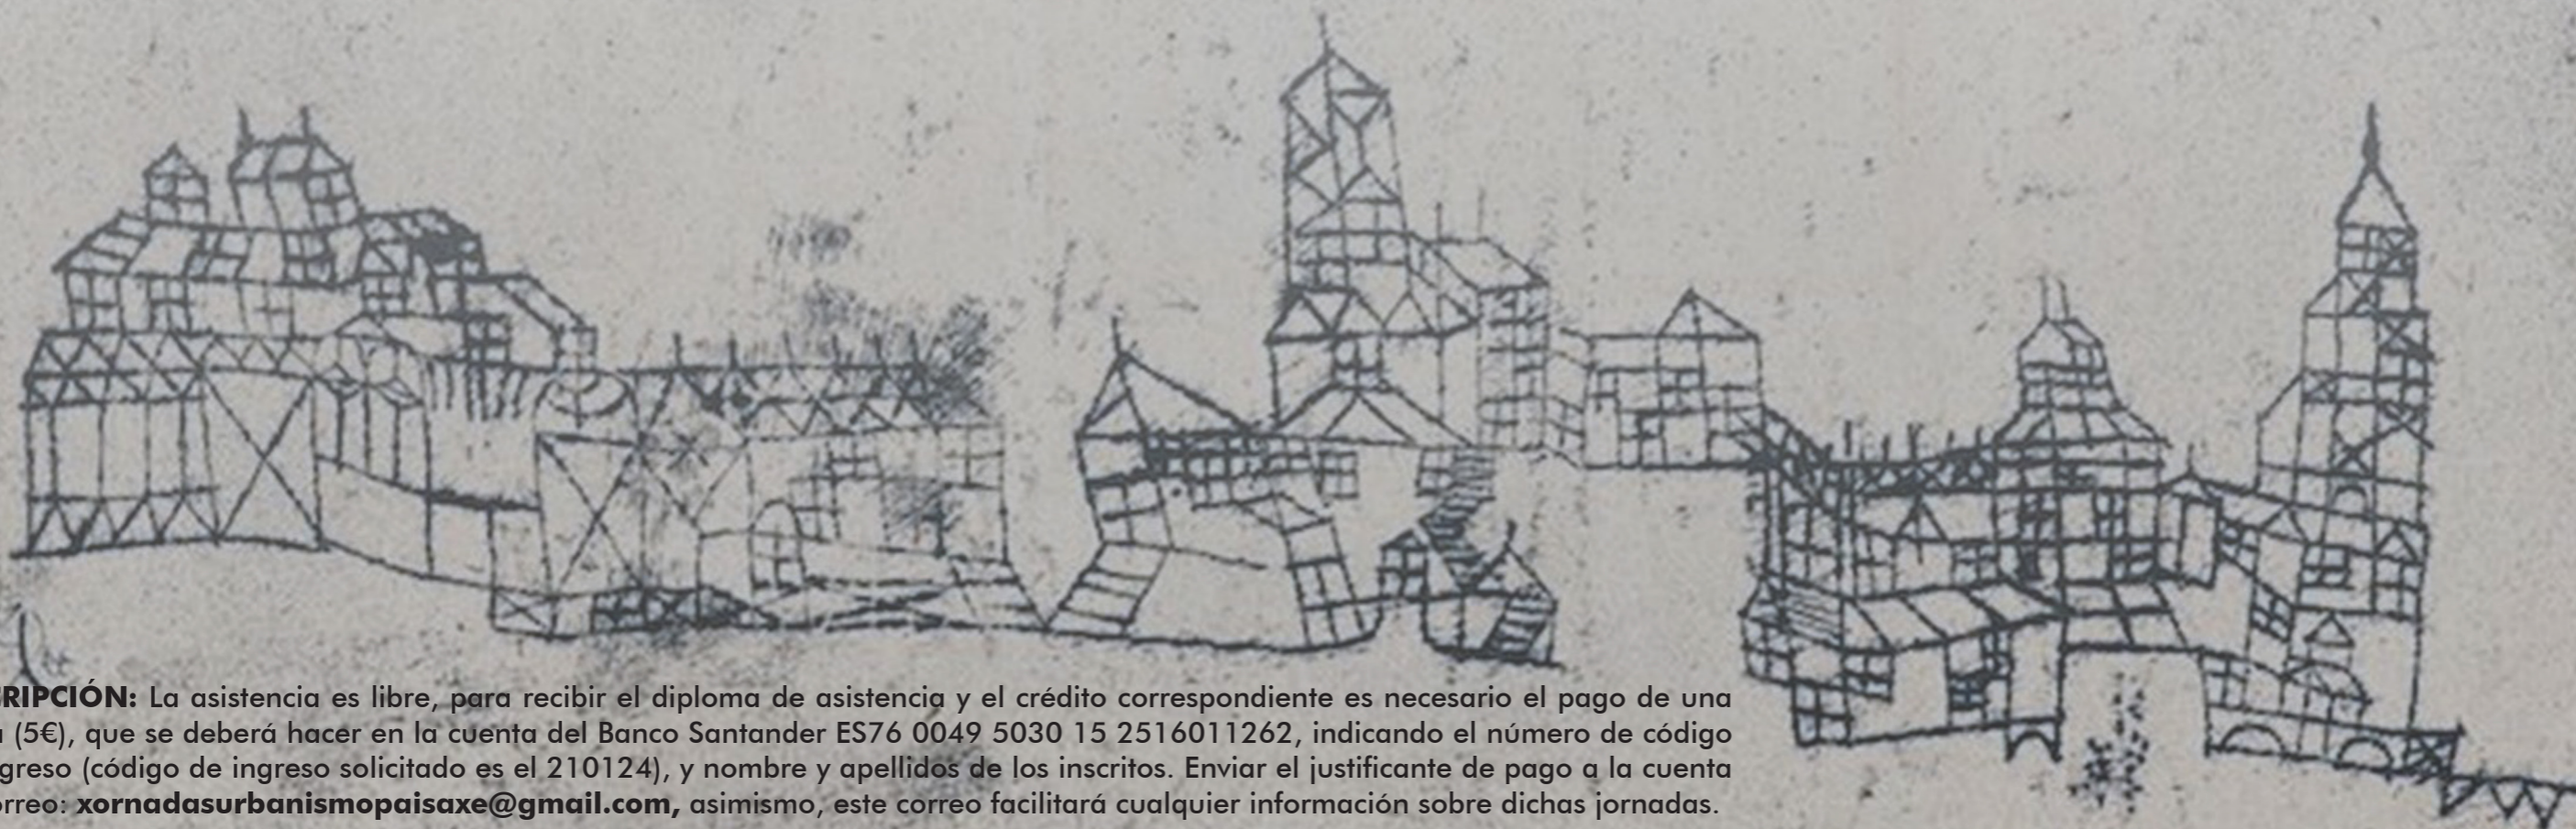 RIPCIÓN: La asistencia es libre, para recibir el diploma de asistencia y el crédito correspondiente es necesario el pago de una
(5€), que se deberá hacer en la cuenta del Banco Santander ES76 0049 5030 15 2516011262, indicando el número de código
greso (código de ingreso solicitado es el 210124), y nombre y apellidos de los inscritos. Enviar el justificante de pago a la cuenta
orreo: xornadasurbanismopaisaxe@gmail.com, asimismo, este correo facilitará cualquier información sobre dichas jornadas.